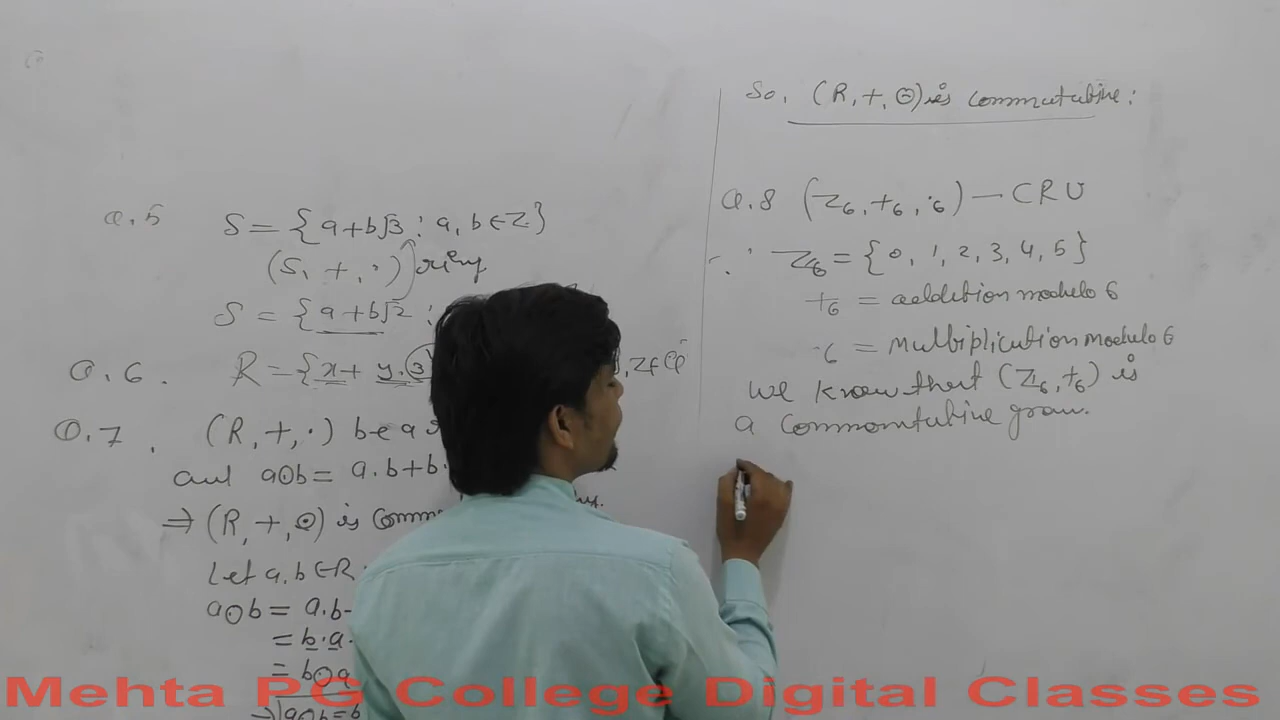 Q.5 S = {a+b√3 : a, b ∈ Z}
(S, +, ·) ring
S = {a+b√2 :
Q.6. R = {x + y.3 , z ∈ Q
Q.7. (R, +, ·) be a
and a⊙b = a.b + b.
⇒ (R, +, ⊙) is Comm
Let a, b ∈ R
a⊙b = a.b
= b.a.
= b⊙a
⇒ a⊙b = b
So, (R, +, ⊙) is commutative:
Q.8 (Z6, +6, ·6) — CRU
∵ Z6 = {0, 1, 2, 3, 4, 5}
+6 = addition modulo 6
·6 = Multiplication modulo 6
We know that (Z6, +6) is
a
Mehta PG College Digital Classes